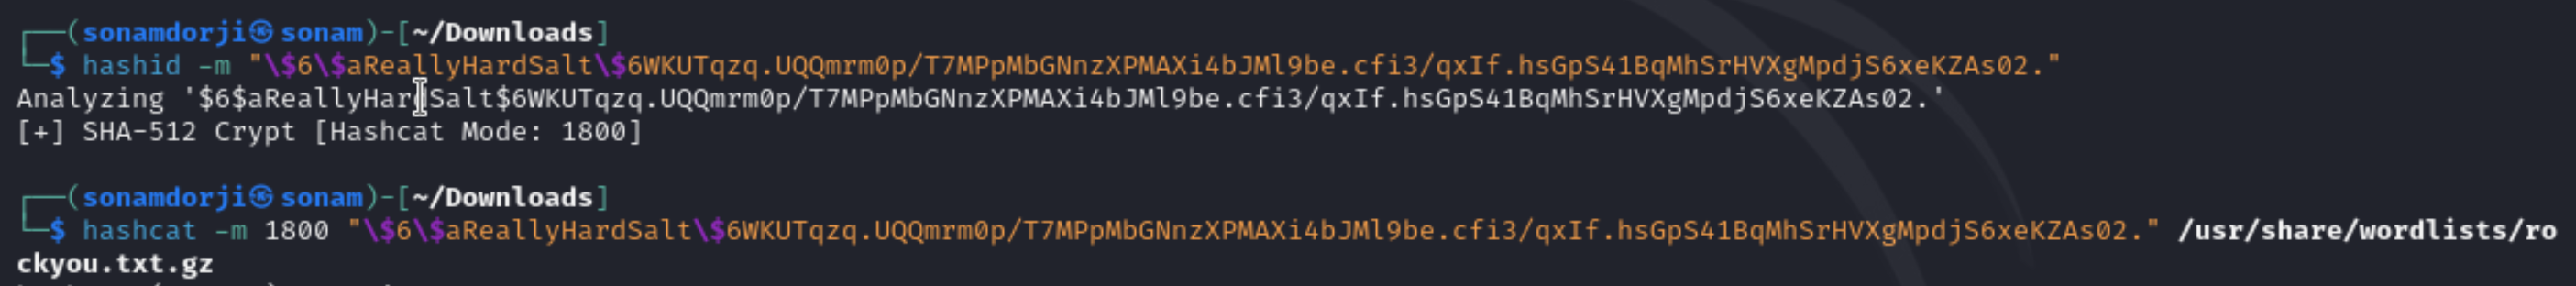 ┌──(sonamdorji㉿sonam)-[~/Downloads]
└─$ hashid -m "\$6\$aReallyHardSalt\$6WKUTqzq.UQQmrm0p/T7MPpMbGNnzXPMAXi4bJMl9be.cfi3/qxIf.hsGpS41BqMhSrHVXgMpdjS6xeKZAs02."
Analyzing '$6$aReallyHardSalt$6WKUTqzq.UQQmrm0p/T7MPpMbGNnzXPMAXi4bJMl9be.cfi3/qxIf.hsGpS41BqMhSrHVXgMpdjS6xeKZAs02.'
[+] SHA-512 Crypt [Hashcat Mode: 1800]
┌──(sonamdorji㉿sonam)-[~/Downloads]
└─$ hashcat -m 1800 "\$6\$aReallyHardSalt\$6WKUTqzq.UQQmrm0p/T7MPpMbGNnzXPMAXi4bJMl9be.cfi3/qxIf.hsGpS41BqMhSrHVXgMpdjS6xeKZAs02." /usr/share/wordlists/ro
ckyou.txt.gz